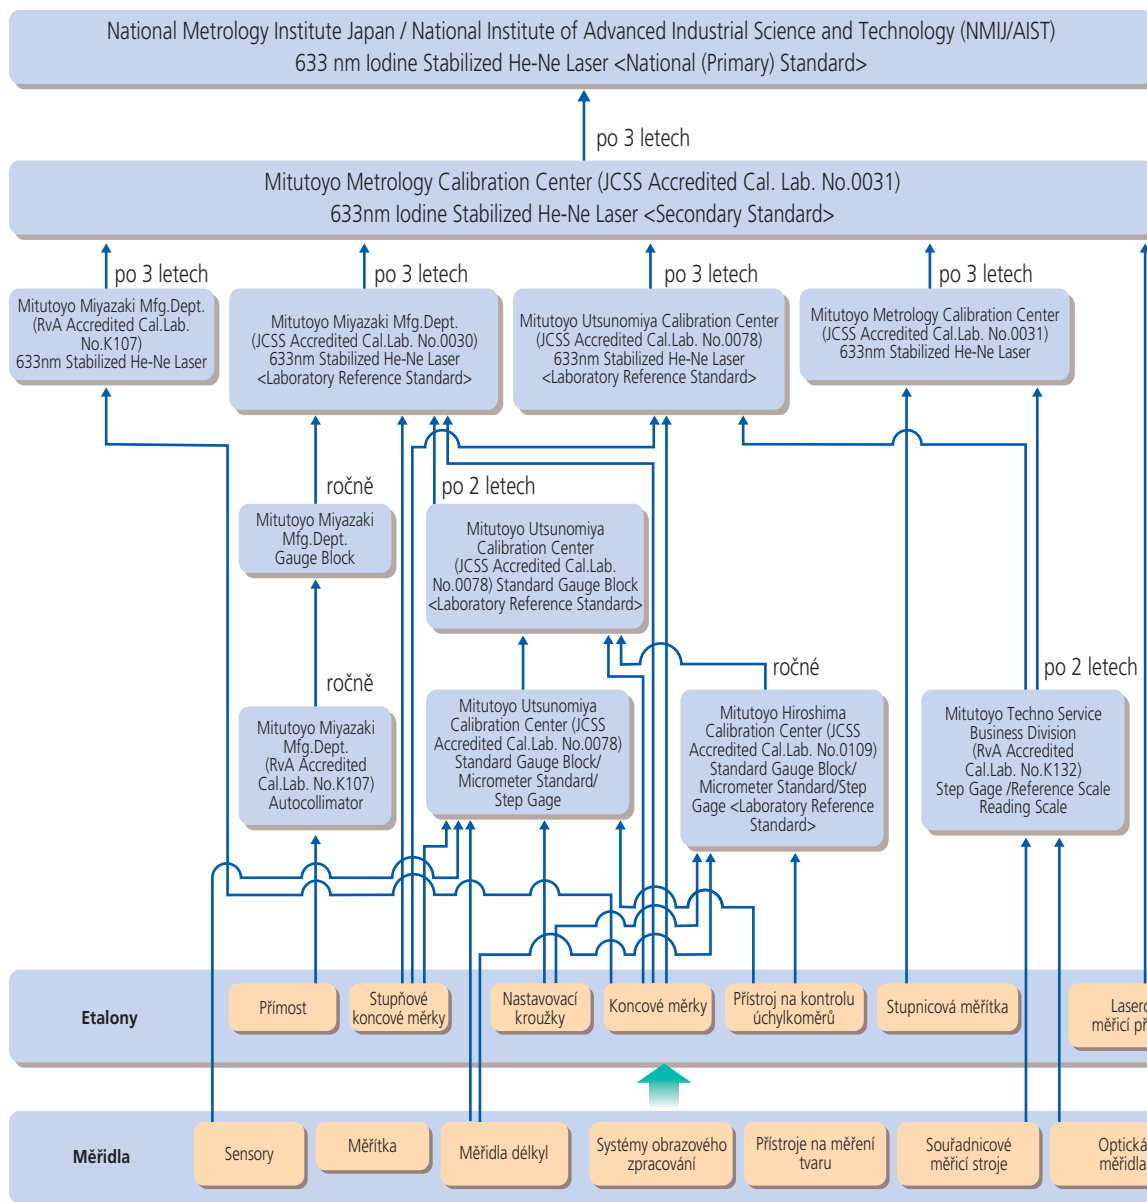 National Metrology Institute Japan / National Institute of Advanced Industrial Science and Technology (NMIJ/AIST)
633 nm Iodine Stabilized He-Ne Laser <National (Primary) Standard>
po 3 letech
Mitutoyo Metrology Calibration Center (JCSS Accredited Cal. Lab. No.0031)
633nm Iodine Stabilized He-Ne Laser <Secondary Standard>
po 3 letech
po 3 letech
po 3 letech
po 3 letech
Mitutoyo Miyazaki Mfg.Dept.
(RvA Accredited Cal.Lab.
No.K107)
633nm Stabilized He-Ne Laser
Mitutoyo Miyazaki Mfg.Dept.
(JCSS Accredited Cal.Lab. No.0030)
633nm Stabilized He-Ne Laser
<Laboratory Reference Standard>
Mitutoyo Utsunomiya Calibration Center
(JCSS Accredited Cal.Lab. No.0078)
633nm Stabilized He-Ne Laser
<Laboratory Reference Standard>
Mitutoyo Metrology Calibration Center
(JCSS Accredited Cal.Lab. No.0031)
633nm Stabilized He-Ne Laser
ročně
po 2 letech
Mitutoyo Miyazaki
Mfg.Dept.
Gauge Block
Mitutoyo Utsunomiya
Calibration Center
(JCSS Accredited Cal.Lab.
No.0078) Standard Gauge Block
<Laboratory Reference Standard>
ročně
ročné
po 2 letech
Mitutoyo Miyazaki
Mfg.Dept.
(RvA Accredited
Cal.Lab. No.K107)
Autocollimator
Mitutoyo Utsunomiya
Calibration Center (JCSS
Accredited Cal.Lab. No.0078)
Standard Gauge Block/
Micrometer Standard/
Step Gage
Mitutoyo Hiroshima
Calibration Center (JCSS
Accredited Cal.Lab. No.0109)
Standard Gauge Block/
Micrometer Standard/Step
Gage <Laboratory Reference
Standard>
Mitutoyo Techno Service
Business Division
(RvA Accredited
Cal.Lab. No.K132)
Step Gage /Reference Scale
Reading Scale
Etalony
Přímost
Stupňové
koncové měrky
Nastavovací
kroužky
Koncové měrky
Přístroj na kontrolu
úchylkoměrů
Stupnicová měřítka
Lasero
měřicí př
Měřidla
Sensory
Měřítka
Měřidla délkyl
Systémy obrazového
zpracování
Přístroje na měření
tvaru
Souřadnicové
měřicí stroje
Optická
měřidla